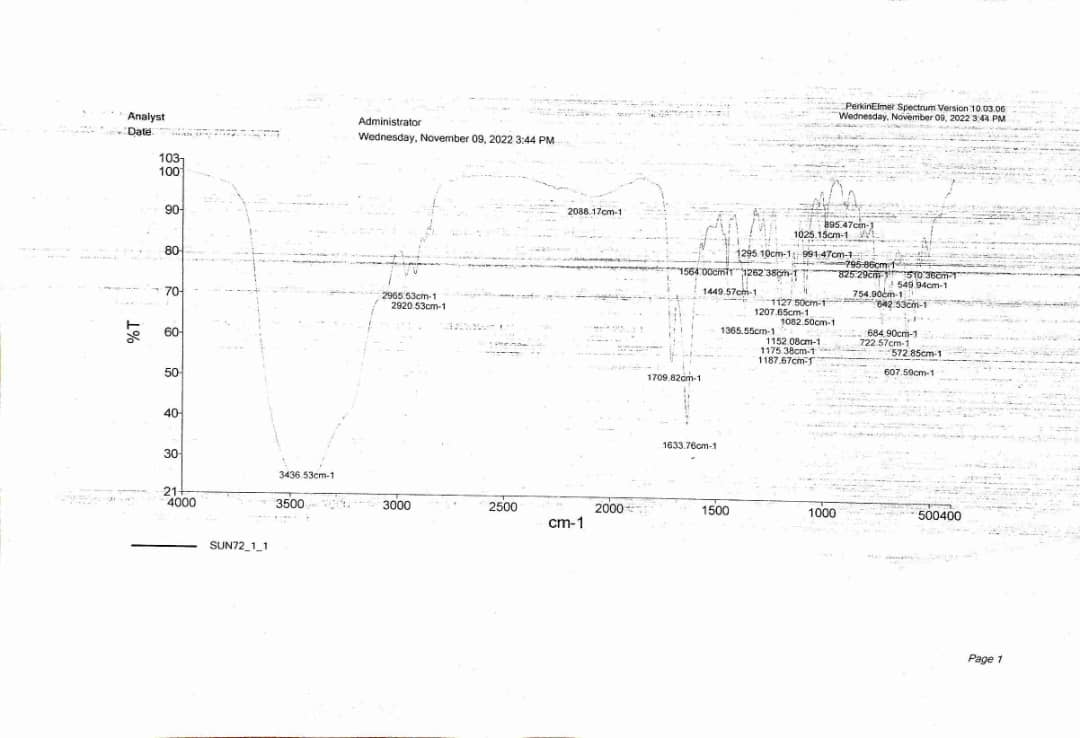 PerkinElmer Spectrum Version 10.03.06
Wednesday, November 09, 2022 3:44 PM
Analyst
Date
Administrator
Wednesday, November 09, 2022 3:44 PM
103
100
90
80
70
60
50
40
30
21
%T
4000
3500
3000
2500
2000
1500
1000
500400
cm-1
2088.17cm-1
895.47cm-1
1025.15cm-1
1295.10cm-1
991.47cm-1
795.86cm-1
1564.00cm-1
1262.38cm-1
825.29cm-1
510.36cm-1
549.94cm-1
2965.53cm-1
2920.53cm-1
1449.57cm-1
754.90cm-1
1127.50cm-1
642.53cm-1
1207.65cm-1
1082.50cm-1
1365.55cm-1
684.90cm-1
1152.08cm-1
722.57cm-1
1175.38cm-1
572.85cm-1
1187.67cm-1
607.59cm-1
1709.82cm-1
1633.76cm-1
3436.53cm-1
SUN72_1_1
Page 1